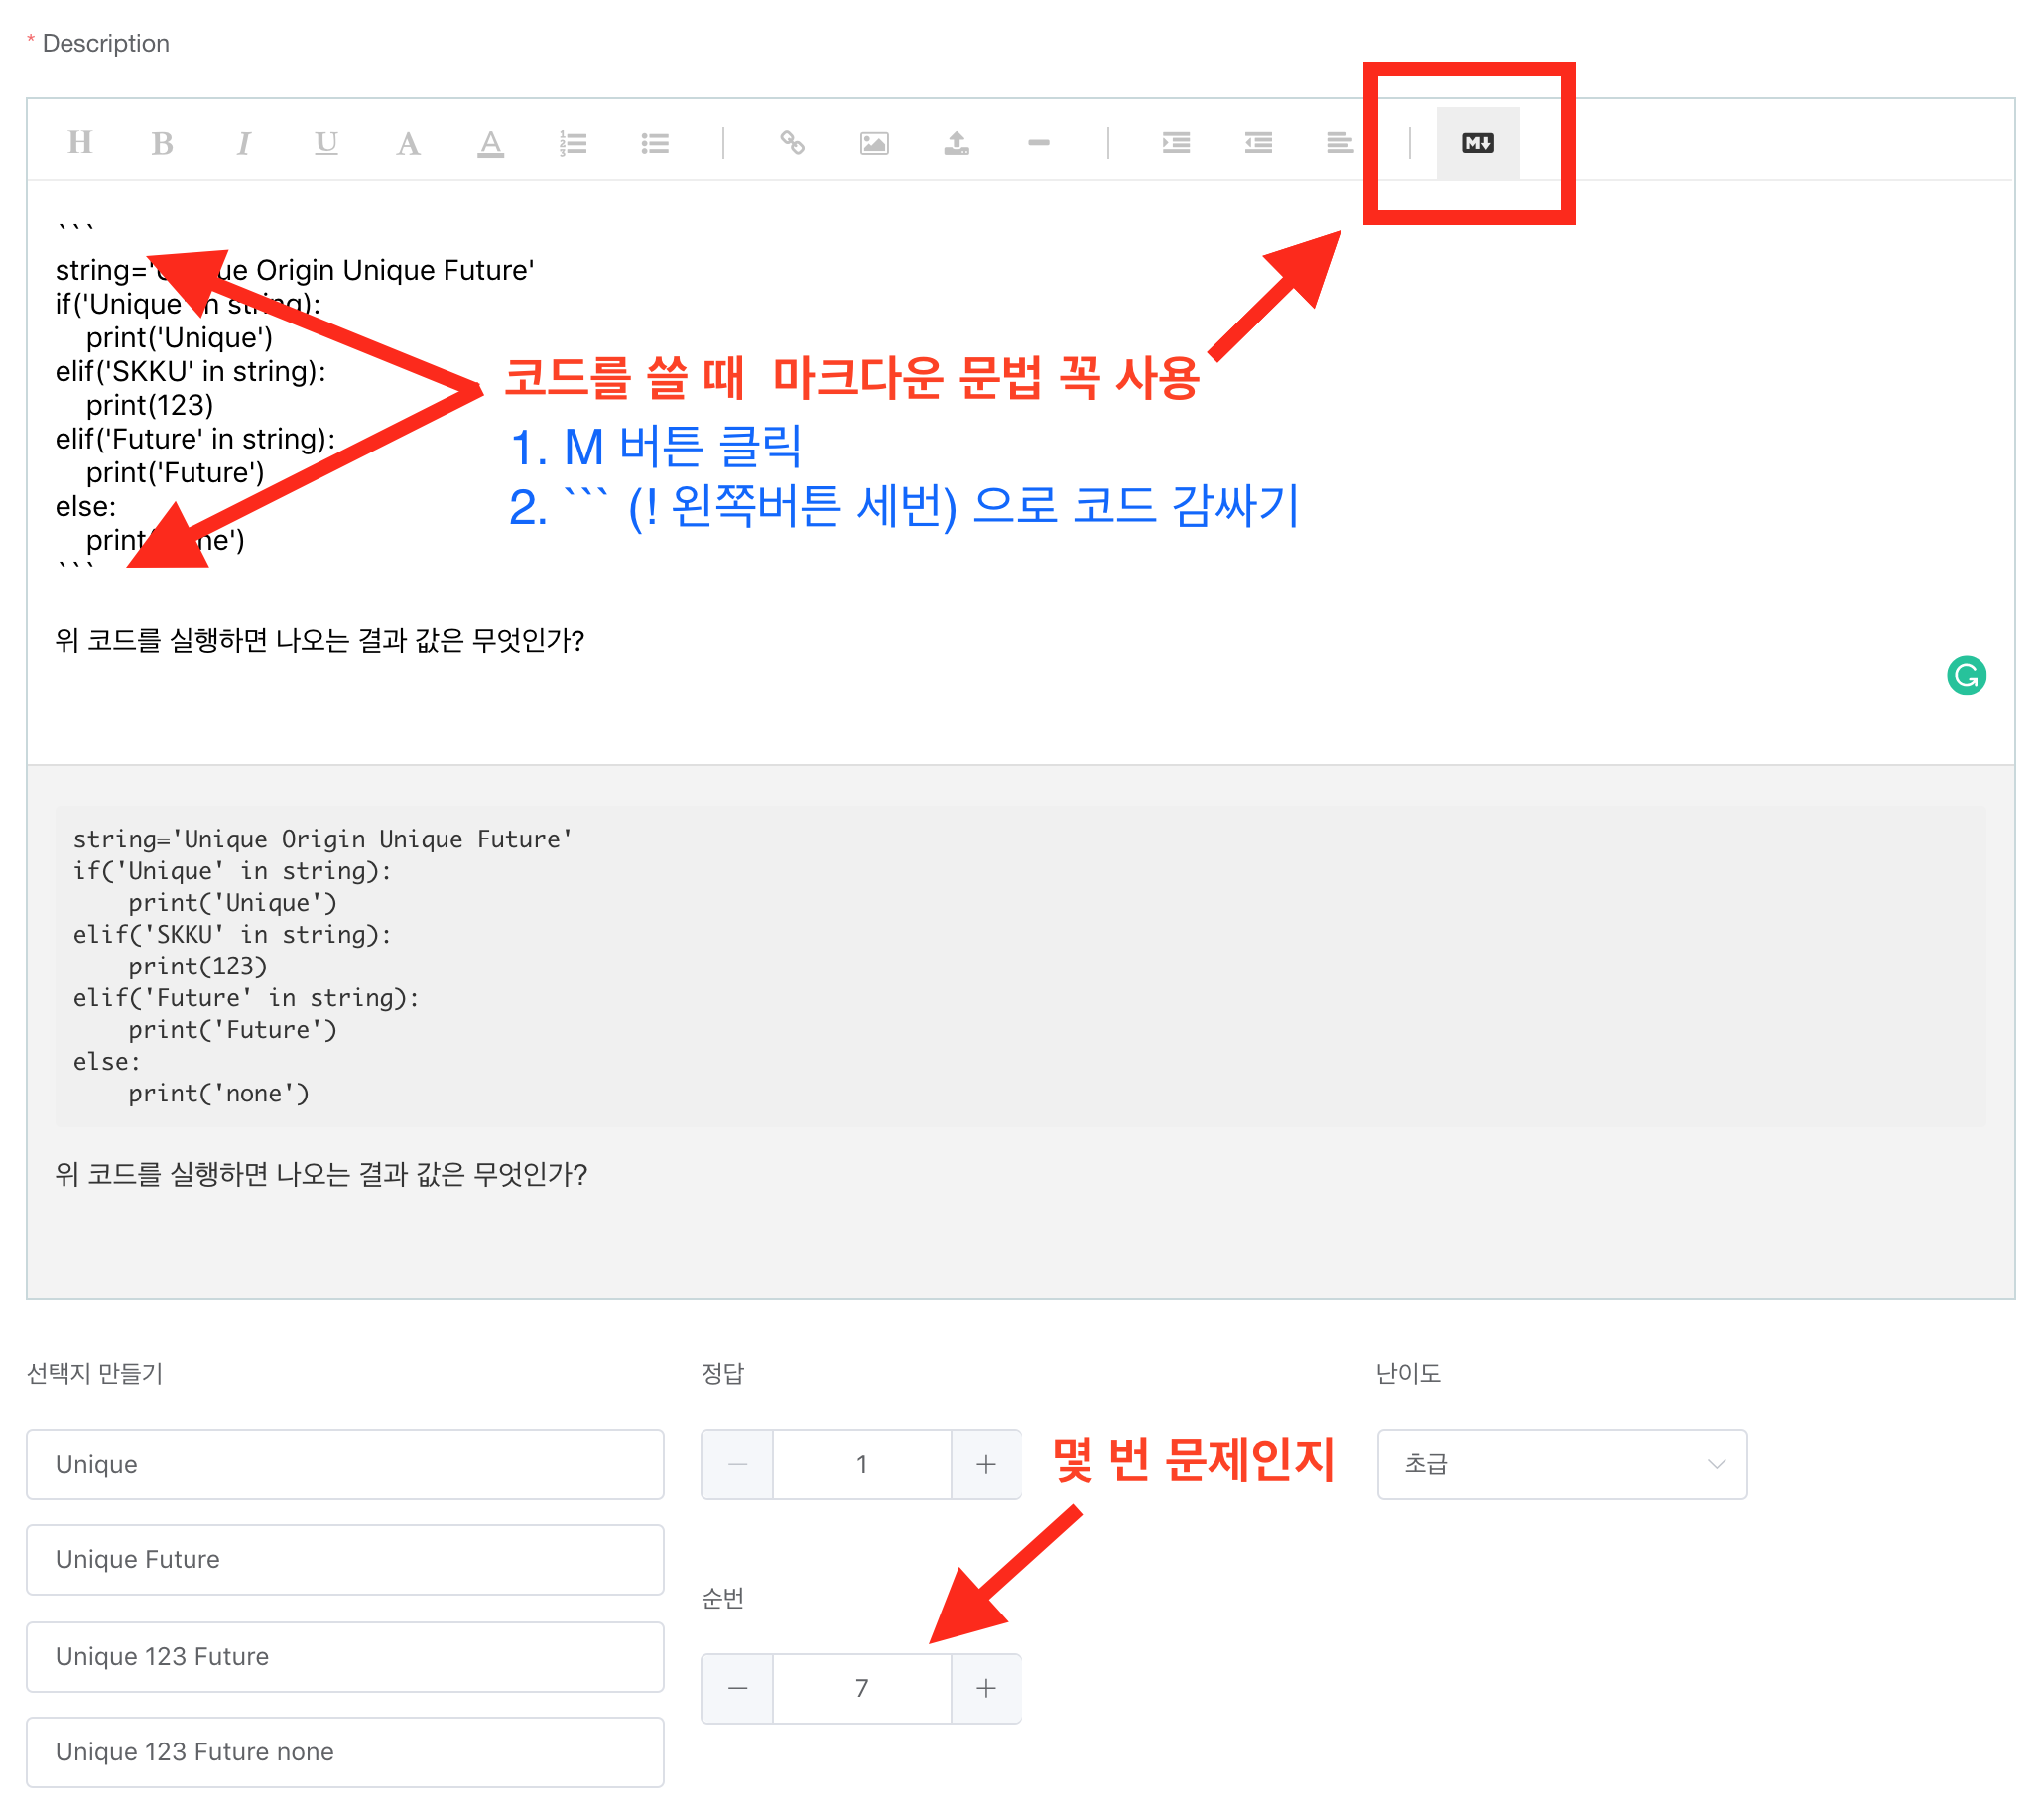 * Description
H B I U A A
M↓
```
string='Unique Origin Unique Future'
if('Unique' in string):
    print('Unique')
elif('SKKU' in string):
    print(123)
elif('Future' in string):
    print('Future')
else:
    print('none')
```
코드를 쓸 때 마크다운 문법 꼭 사용
1. M 버튼 클릭
2. ``` (! 왼쪽버튼 세번) 으로 코드 감싸기
위 코드를 실행하면 나오는 결과 값은 무엇인가?
string='Unique Origin Unique Future'
if('Unique' in string):
    print('Unique')
elif('SKKU' in string):
    print(123)
elif('Future' in string):
    print('Future')
else:
    print('none')
위 코드를 실행하면 나오는 결과 값은 무엇인가?
선택지 만들기
Unique
Unique Future
Unique 123 Future
Unique 123 Future none
정답
− 1 +
몇 번 문제인지
순번
− 7 +
난이도
초급